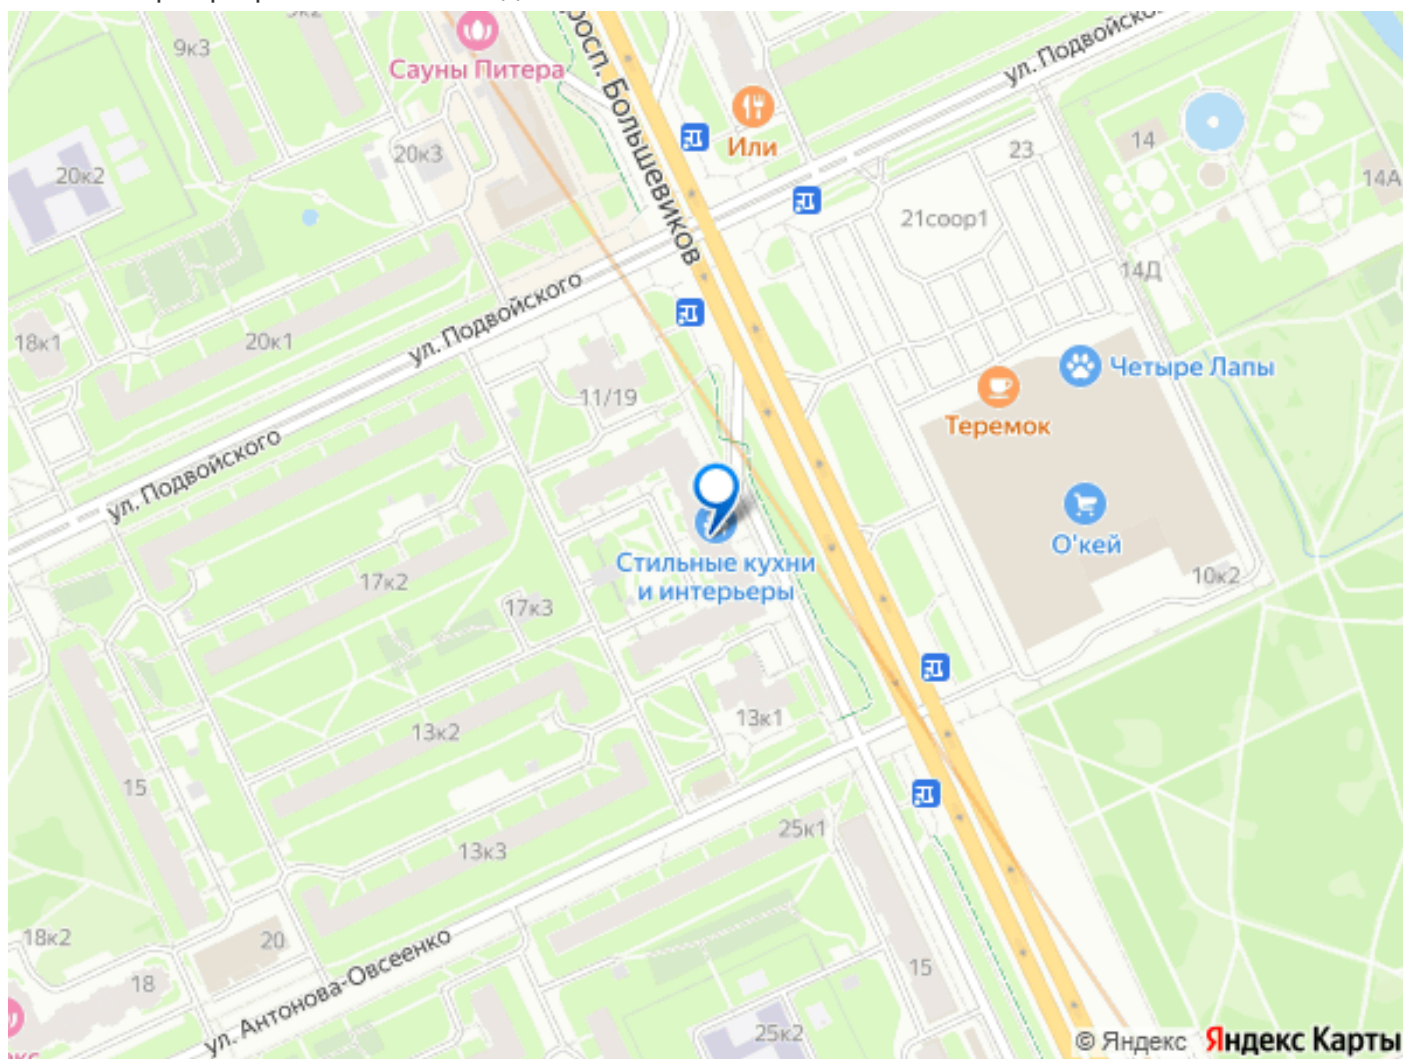 9к3
Сауны Питера
просп. Большевиков
ул. Подвойско
Или
20к3
20к2
23
14
14А
21соор1
14Д
ул. Подвойского
18к1
20к1
Четыре Лапы
11/19
Теремок
ул. Подвойского
О'кей
Стильные кухни
и интерьеры
17к2
17к3
10к2
13к1
13к2
15
25к1
13к3
18к2
20
ул. Антонова-Овсеенко
18
15
25к2
© Яндекс Яндекс Карты